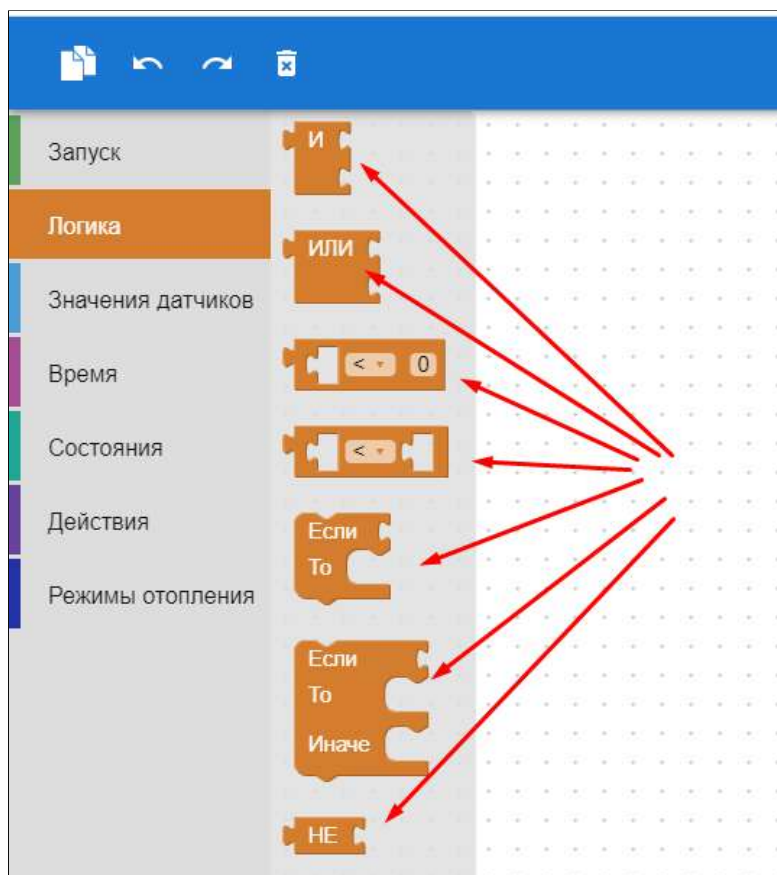 Запуск
Логика
Значения датчиков
Время
Состояния
Действия
Режимы отопления
И
ИЛИ
< 0
<
Если
То
Если
То
Иначе
НЕ